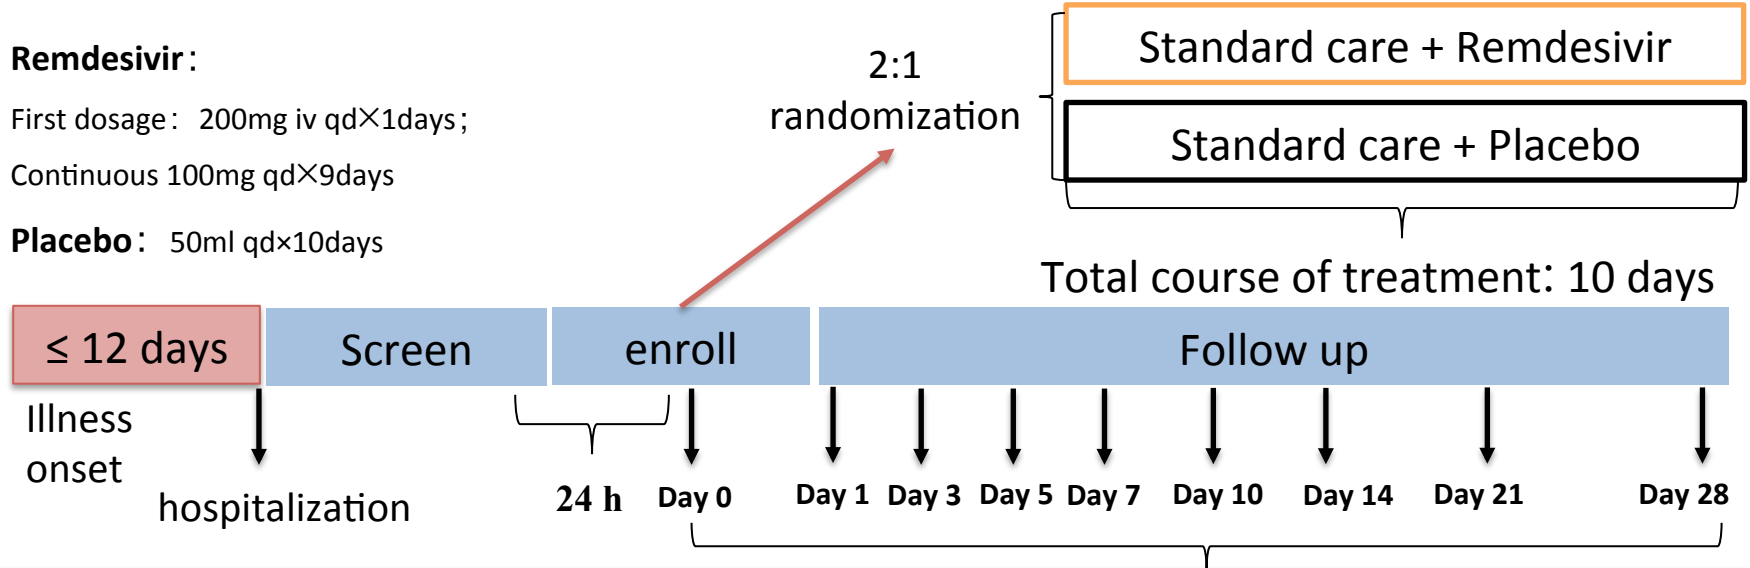 Remdesivir：
First dosage： 200mg iv qd×1days；
Continuous 100mg qd×9days
Placebo： 50ml qd×10days
2:1
randomization
Standard care + Remdesivir
Standard care + Placebo
Total course of treatment: 10 days
≤ 12 days
Screen
enroll
Follow up
Illness
onset
hospitalization
24 h
Day 0
Day 1
Day 3
Day 5
Day 7
Day 10
Day 14
Day 21
Day 28